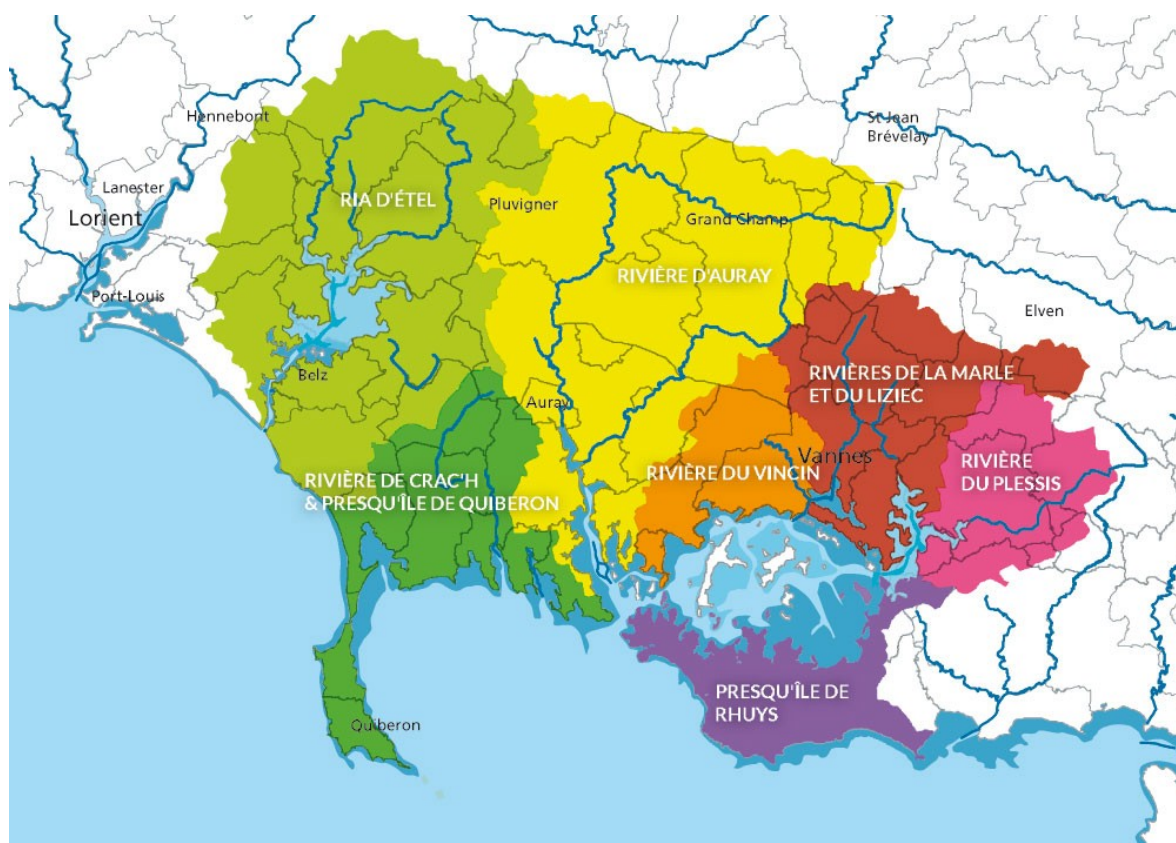 Hennebont
St Jean
Brévelay
Lanester
Lorient
RIA D'ÉTEL
Pluvigner
Grand Champ
RIVIÈRE D'AURAY
Port-Louis
Elven
Belz
RIVIÈRES DE LA MARLE
ET DU LIZIEC
Auray
Vannes
RIVIÈRE DE CRAC'H
& PRESQU'ÎLE DE QUIBERON
RIVIÈRE DU VINCIN
RIVIÈRE
DU PLESSIS
PRESQU'ÎLE DE
RHUYS
Quiberon